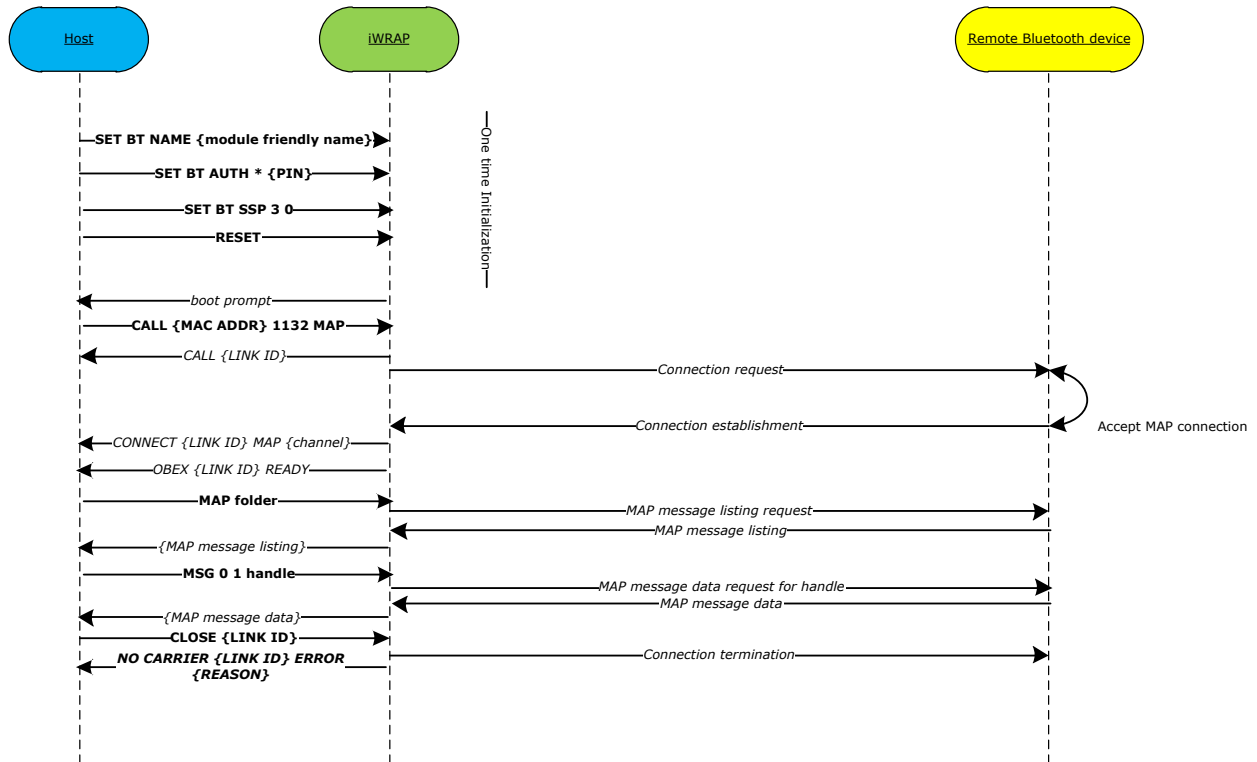 Host
iWRAP
Remote Bluetooth device
SET BT NAME {module friendly name}
One time Initialization
SET BT AUTH * {PIN}
SET BT SSP 3 0
RESET
boot prompt
CALL {MAC ADDR} 1132 MAP
CALL {LINK ID}
Connection request
Connection establishment
Accept MAP connection
CONNECT {LINK ID} MAP {channel}
OBEX {LINK ID} READY
MAP folder
MAP message listing request
MAP message listing
{MAP message listing}
MSG 0 1 handle
MAP message data request for handle
MAP message data
{MAP message data}
CLOSE {LINK ID}
Connection termination
NO CARRIER {LINK ID} ERROR
{REASON}